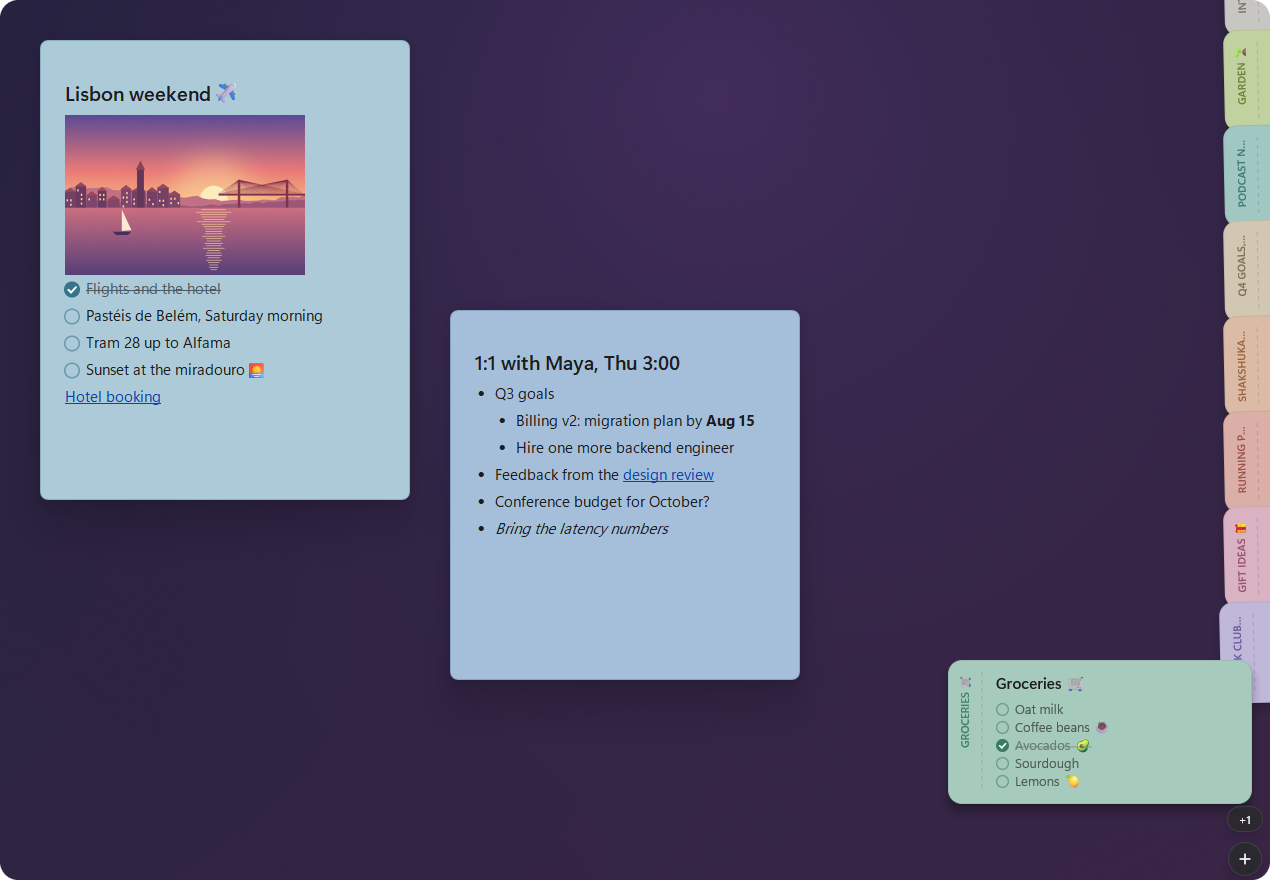 Lisbon weekend ✈️
Flights and the hotel
Pastéis de Belém, Saturday morning
Tram 28 up to Alfama
Sunset at the miradouro 🌅
Hotel booking
1:1 with Maya, Thu 3:00
• Q3 goals
• Billing v2: migration plan by Aug 15
• Hire one more backend engineer
• Feedback from the design review
• Conference budget for October?
• Bring the latency numbers
GARDEN
PODCAST N...
Q4 GOALS,...
SHAKSHUKA...
RUNNING P...
GIFT IDEAS 🎁
CLUB...
GROCERIES 🛒
Groceries 🛒
Oat milk
Coffee beans
Avocados 🥑
Sourdough
Lemons 🍋
+1
+